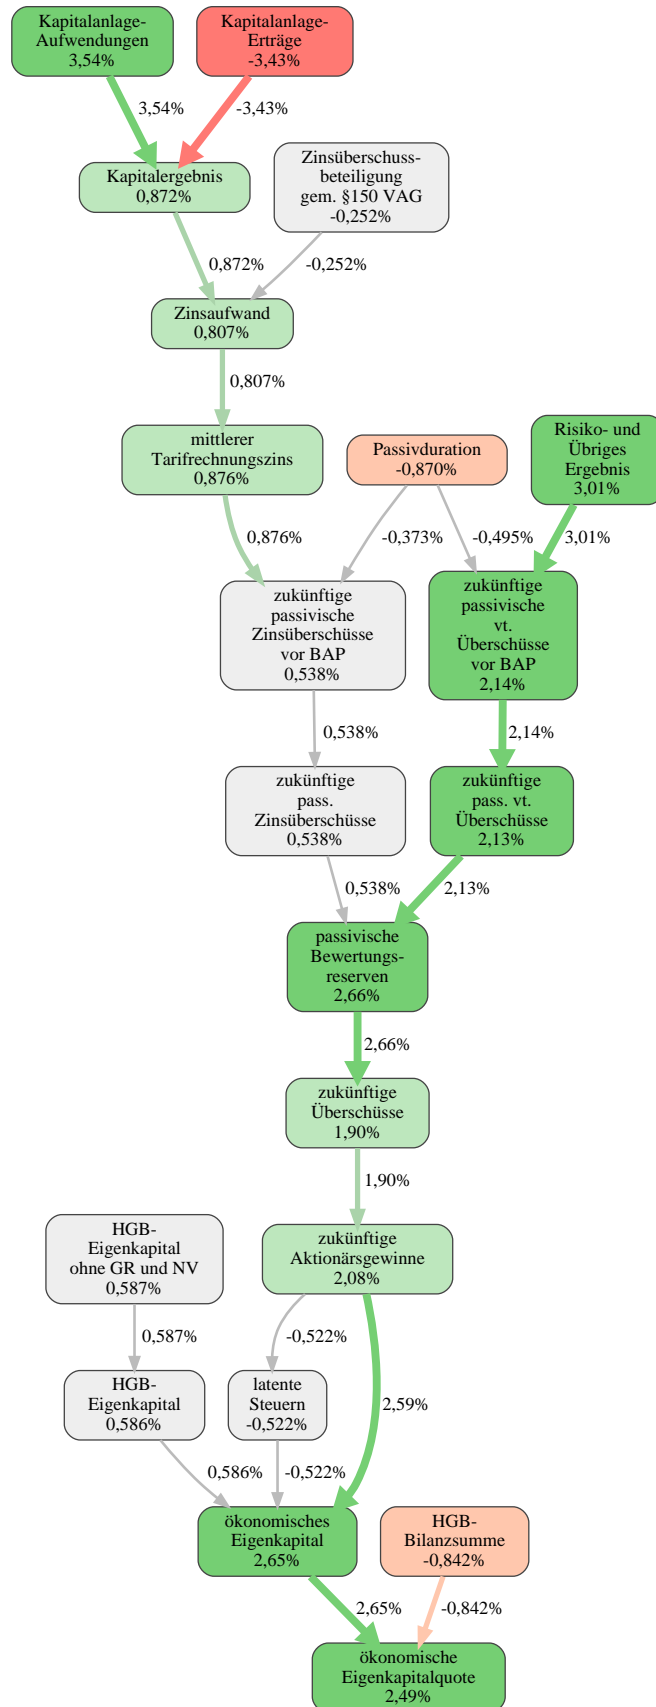 Kapitalanlage-
Aufwendungen
3,54%
Kapitalanlage-
Erträge
-3,43%
3,54%
-3,43%
Kapitalergebnis
0,872%
Zinsüberschuss-
beteiligung
gem. §150 VAG
-0,252%
0,872%
-0,252%
Zinsaufwand
0,807%
0,807%
mittlerer
Tarifrechnungszins
0,876%
Passivduration
-0,870%
Risiko- und
Übriges
Ergebnis
3,01%
0,876%
-0,373%
-0,495%
3,01%
zukünftige
passivische
Zinsüberschüsse
vor BAP
0,538%
zukünftige
passivische
vt.
Überschüsse
vor BAP
2,14%
0,538%
2,14%
zukünftige
pass.
Zinsüberschüsse
0,538%
zukünftige
pass. vt.
Überschüsse
2,13%
0,538%
2,13%
passivische
Bewertungs-
reserven
2,66%
2,66%
zukünftige
Überschüsse
1,90%
1,90%
HGB-
Eigenkapital
ohne GR und NV
0,587%
zukünftige
Aktionärsgewinne
2,08%
0,587%
-0,522%
2,59%
HGB-
Eigenkapital
0,586%
latente
Steuern
-0,522%
0,586%
-0,522%
ökonomisches
Eigenkapital
2,65%
HGB-
Bilanzsumme
-0,842%
2,65%
-0,842%
ökonomische
Eigenkapitalquote
2,49%